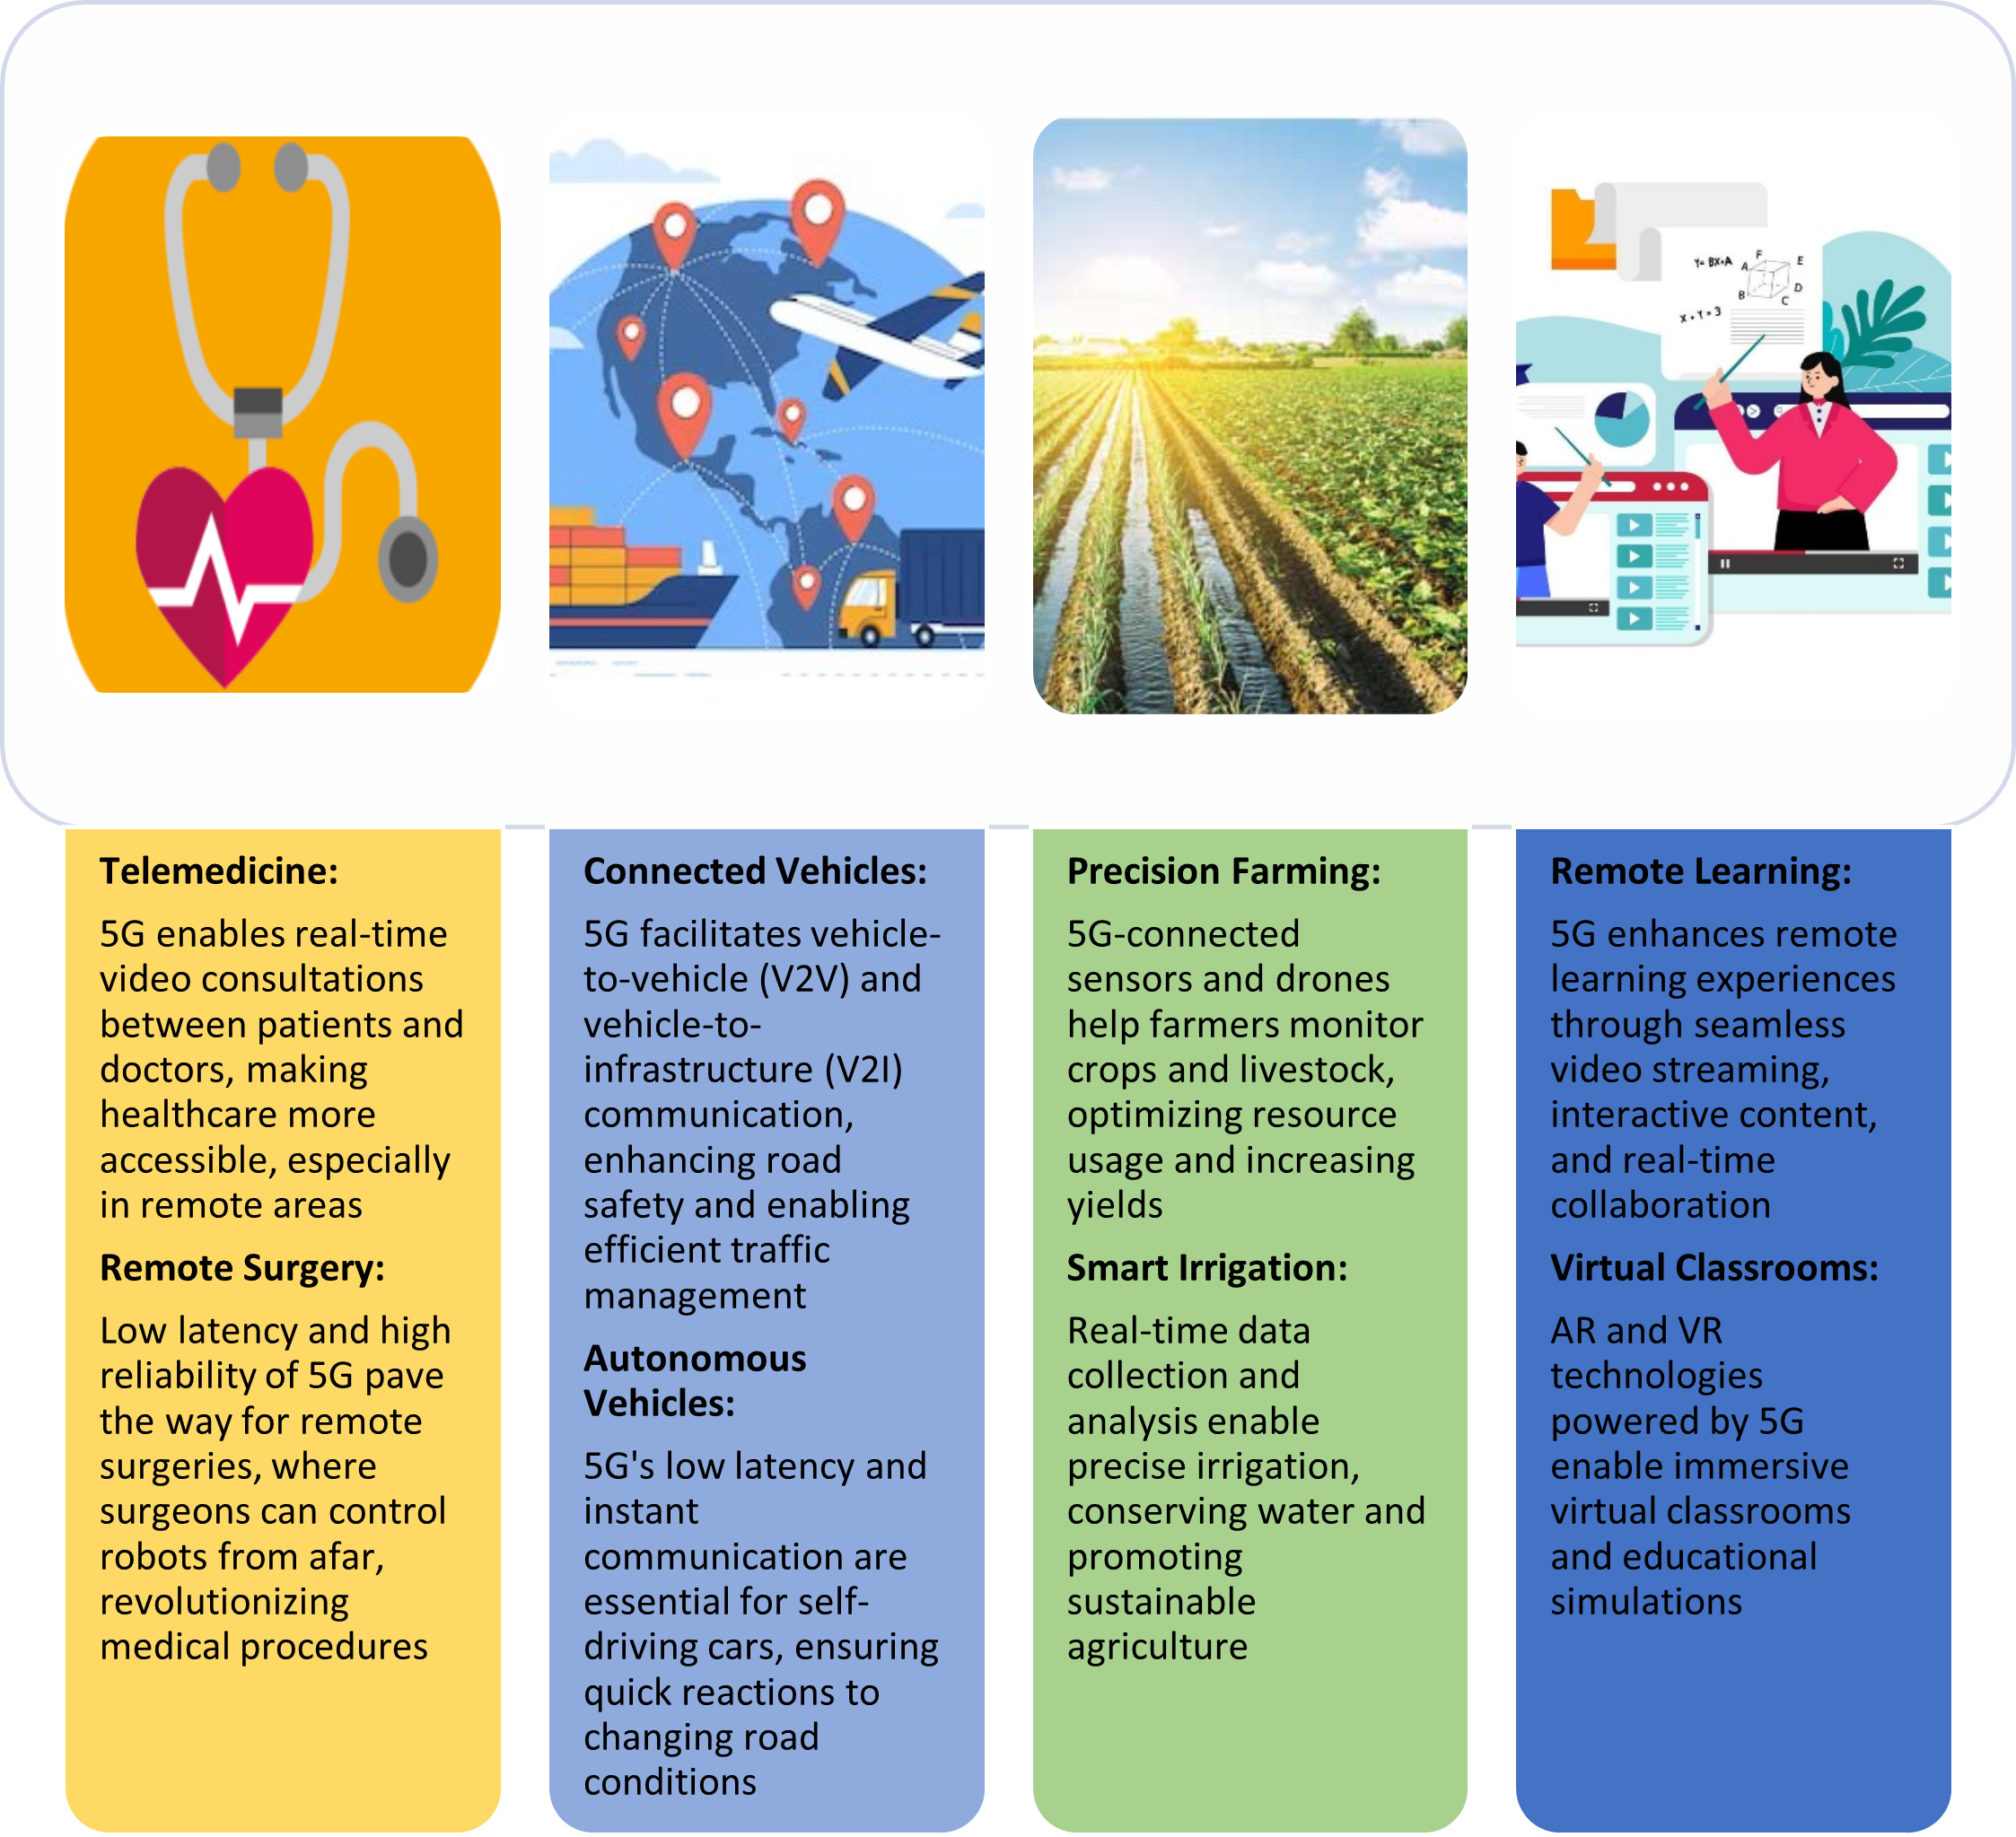 Y= BX+A
F
E
A
D
B
C
X + Y = 3
Telemedicine:
5G enables real-time
video consultations
between patients and
doctors, making
healthcare more
accessible, especially
in remote areas
Remote Surgery:
Low latency and high
reliability of 5G pave
the way for remote
surgeries, where
surgeons can control
robots from afar,
revolutionizing
medical procedures
Connected Vehicles:
5G facilitates vehicle-
to-vehicle (V2V) and
vehicle-to-
infrastructure (V2I)
communication,
enhancing road
safety and enabling
efficient traffic
management
Autonomous
Vehicles:
5G's low latency and
instant
communication are
essential for self-
driving cars, ensuring
quick reactions to
changing road
conditions
Precision Farming:
5G-connected
sensors and drones
help farmers monitor
crops and livestock,
optimizing resource
usage and increasing
yields
Smart Irrigation:
Real-time data
collection and
analysis enable
precise irrigation,
conserving water and
promoting
sustainable
agriculture
Remote Learning:
5G enhances remote
learning experiences
through seamless
video streaming,
interactive content,
and real-time
collaboration
Virtual Classrooms:
AR and VR
technologies
powered by 5G
enable immersive
virtual classrooms
and educational
simulations